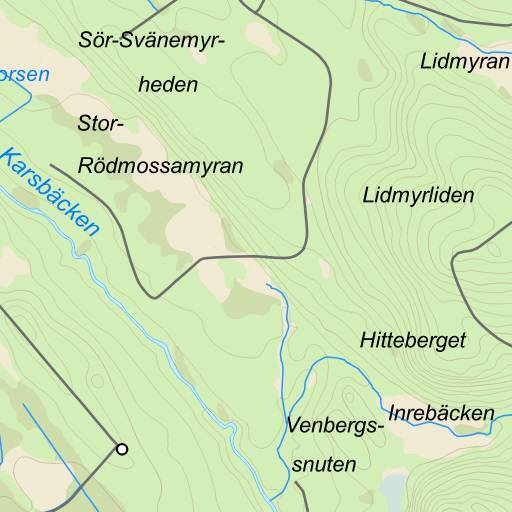 Sör-Svänemyr-
heden
Lidmyran
orsen
Stor-
Rödmossamyran
Karsbäcken
Lidmyrliden
Hitteberget
Inrebäcken
Venbergs-
snuten